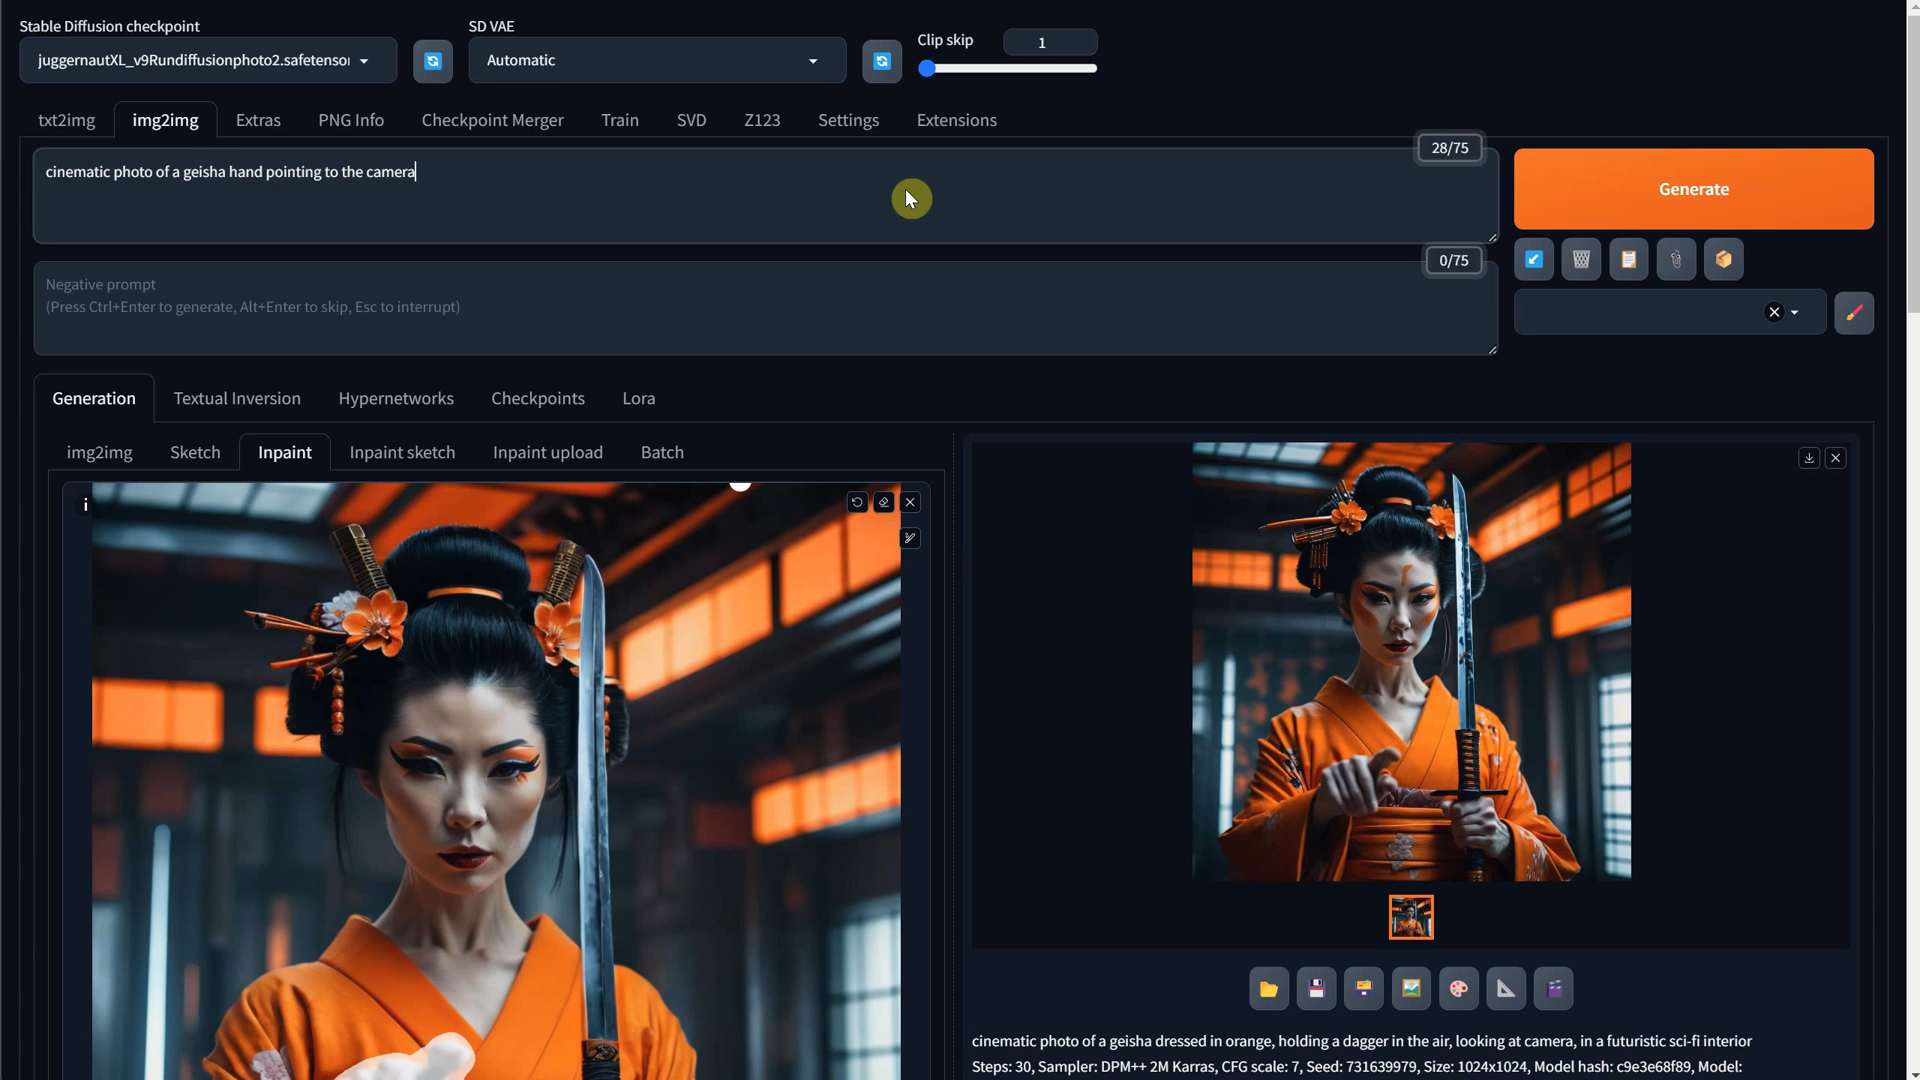 Stable Diffusion checkpoint
SD VAE
Clip skip
1
juggernautXL_v9Rundiffusionphoto2.safetensor
Automatic
txt2img
img2img
Extras
PNG Info
Checkpoint Merger
Train
SVD
Z123
Settings
Extensions
28/75
cinematic photo of a geisha hand pointing to the camera
Generate
0/75
Negative prompt
(Press Ctrl+Enter to generate, Alt+Enter to skip, Esc to interrupt)
Generation
Textual Inversion
Hypernetworks
Checkpoints
Lora
img2img
Sketch
Inpaint
Inpaint sketch
Inpaint upload
Batch
i
cinematic photo of a geisha dressed in orange, holding a dagger in the air, looking at camera, in a futuristic sci-fi interior
Steps: 30, Sampler: DPM++ 2M Karras, CFG scale: 7, Seed: 731639979, Size: 1024x1024, Model hash: c9e3e68f89, Model: